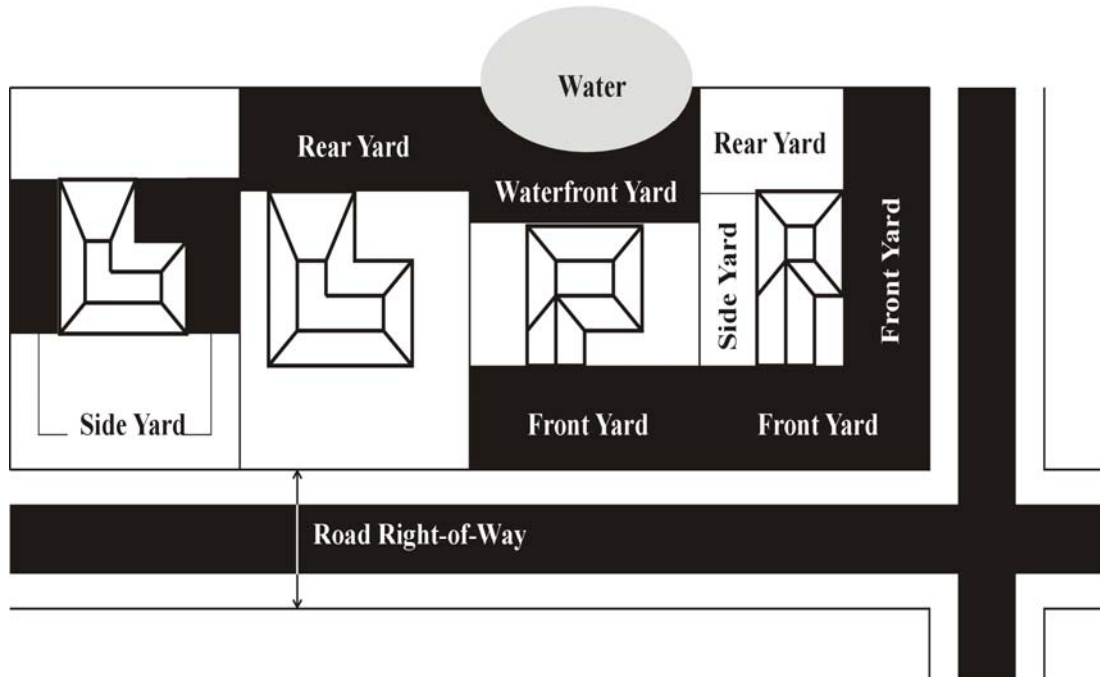 Water
Rear Yard
Rear Yard
Waterfront Yard
Side Yard
Front Yard
Side Yard
Front Yard
Front Yard
Road Right-of-Way